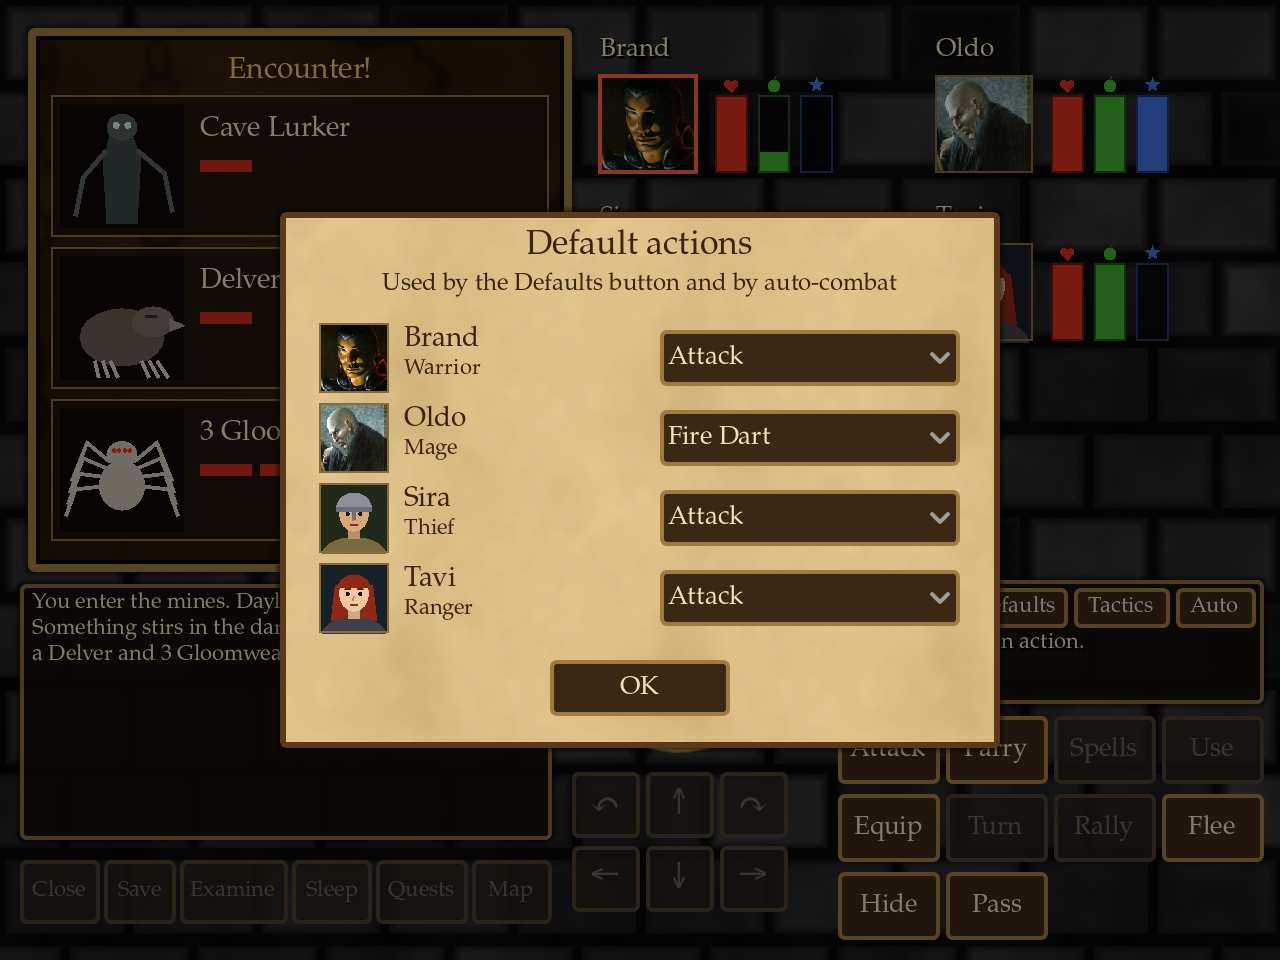 Encounter!
Cave Lurker
Delver
3 Gloo
Brand
Oldo
Default actions
Used by the Defaults button and by auto-combat
Brand
Warrior
Attack
Oldo
Mage
Fire Dart
Sira
Thief
Attack
Tavi
Ranger
Attack
OK
You enter the mines. Dayl
Something stirs in the dar
a Delver and 3 Gloomwea
faults
Tactics
Auto
n action.
Attack
Parry
Spells
Use
Equip
Turn
Rally
Flee
Hide
Pass
Close
Save
Examine
Sleep
Quests
Map